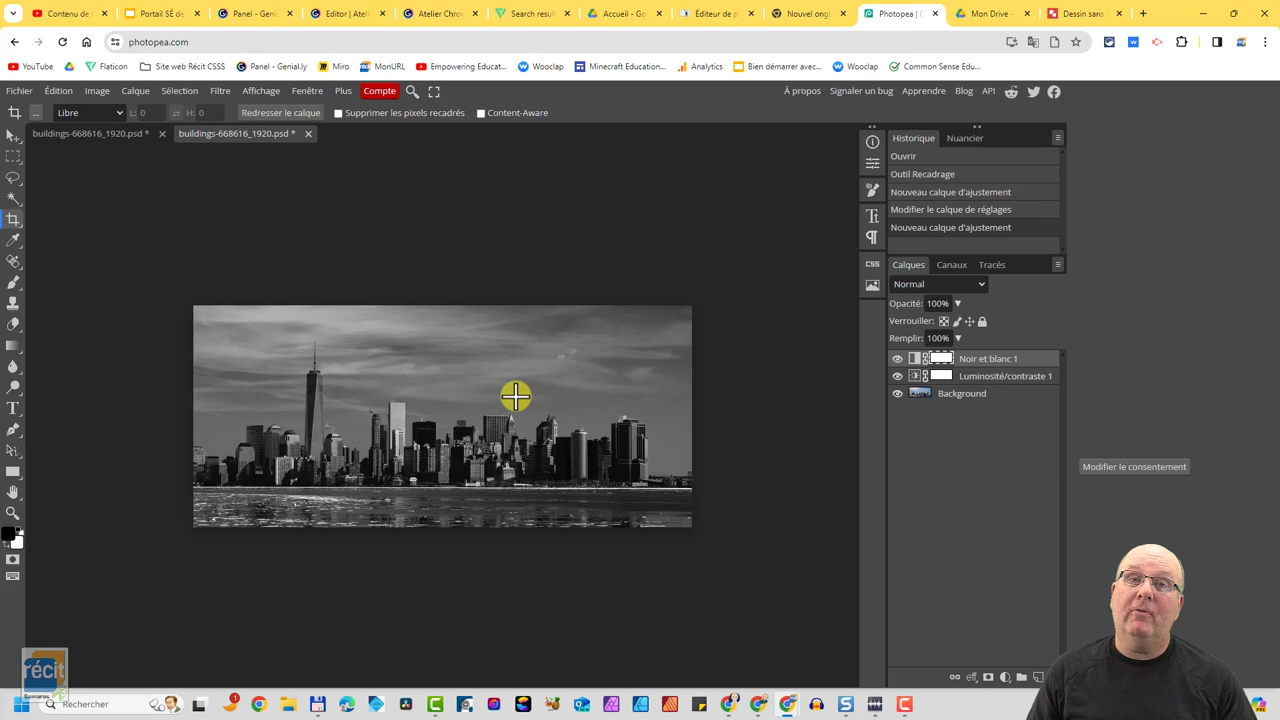 Contenu de l
Portail SÉ de
Panel - Genia
Editor | Atelie
Atelier Chro
Search resul
Accueil - Go
Éditeur de p
Nouvel ongl
Photopea | C
Mon Drive -
Dessin sans
photopea.com
YouTube
Flaticon
Site web Récit CSSS
Panel - Genial.ly
Miro
MonURL
Empowering Educat...
Wooclap
Minecraft Education...
Analytics
Bien démarrer avec...
Wooclap
Common Sense Edu...
Fichier Édition Image Calque Sélection Filtre Affichage Fenêtre Plus Compte
À propos Signaler un bug Apprendre Blog API
... Libre L: 0 H: 0 Redresser le calque Supprimer les pixels recadrés Content-Aware
buildings-668616_1920.psd * buildings-668616_1920.psd *
Historique Nuancier
Ouvrir
Outil Recadrage
Nouveau calque d'ajustement
Modifier le calque de réglages
Nouveau calque d'ajustement
CSS
Calques Canaux Tracés
Normal
Opacité: 100%
Verrouiller:
Remplir: 100%
Noir et blanc 1
Luminosité/contraste 1
Background
Modifier le consentement
eff
récit
Rechercher
1